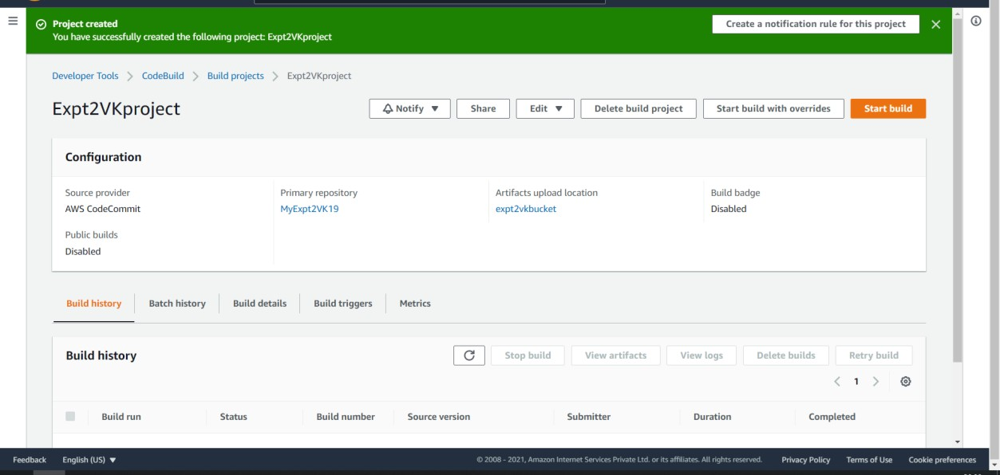 Project created
You have successfully created the following project: Expt2VKproject
Create a notification rule for this project
Developer Tools > CodeBuild > Build projects > Expt2VKproject
Expt2VKproject
Notify ▼ Share Edit ▼ Delete build project Start build with overrides Start build
Configuration
Source provider Primary repository Artifacts upload location Build badge
AWS CodeCommit MyExpt2VK19 expt2vkbucket Disabled
Public builds
Disabled
Build history Batch history Build details Build triggers Metrics
Build history Stop build View artifacts View logs Delete builds Retry build
< 1 >
Build run Status Build number Source version Submitter Duration Completed
Feedback English (US) ▼ © 2008 - 2021, Amazon Internet Services Private Ltd. or its affiliates. All rights reserved. Privacy Policy Terms of Use Cookie preferences